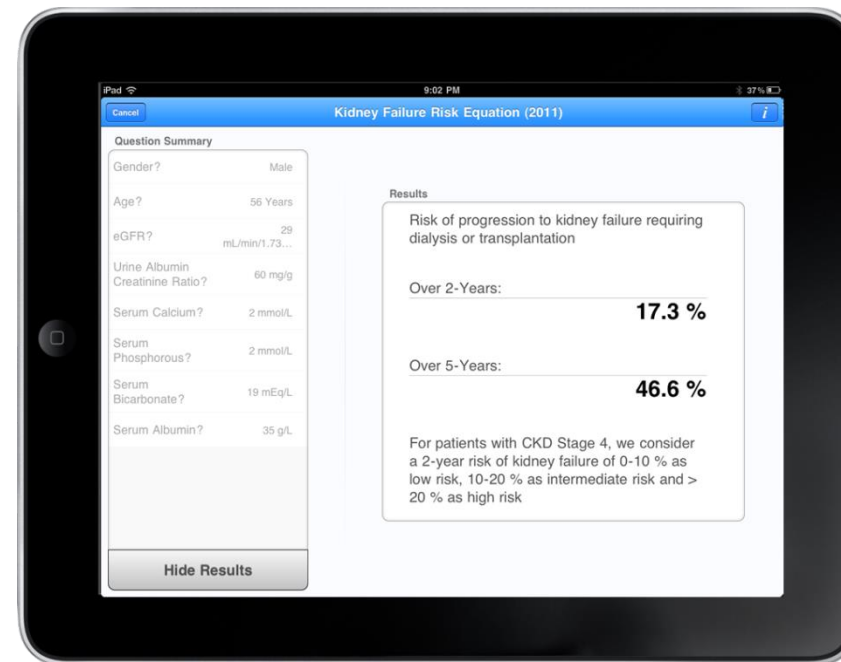 iPad
9:02 PM
37%
Cancel
Kidney Failure Risk Equation (2011)
i
Question Summary
Gender? Male
Age? 56 Years
eGFR? 29
mL/min/1.73...
Urine Albumin
Creatinine Ratio? 60 mg/g
Serum Calcium? 2 mmol/L
Serum
Phosphorous? 2 mmol/L
Serum
Bicarbonate? 19 mEq/L
Serum Albumin? 35 g/L
Hide Results
Results
Risk of progression to kidney failure requiring
dialysis or transplantation
Over 2-Years:
17.3 %
Over 5-Years:
46.6 %
For patients with CKD Stage 4, we consider
a 2-year risk of kidney failure of 0-10 % as
low risk, 10-20 % as intermediate risk and >
20 % as high risk